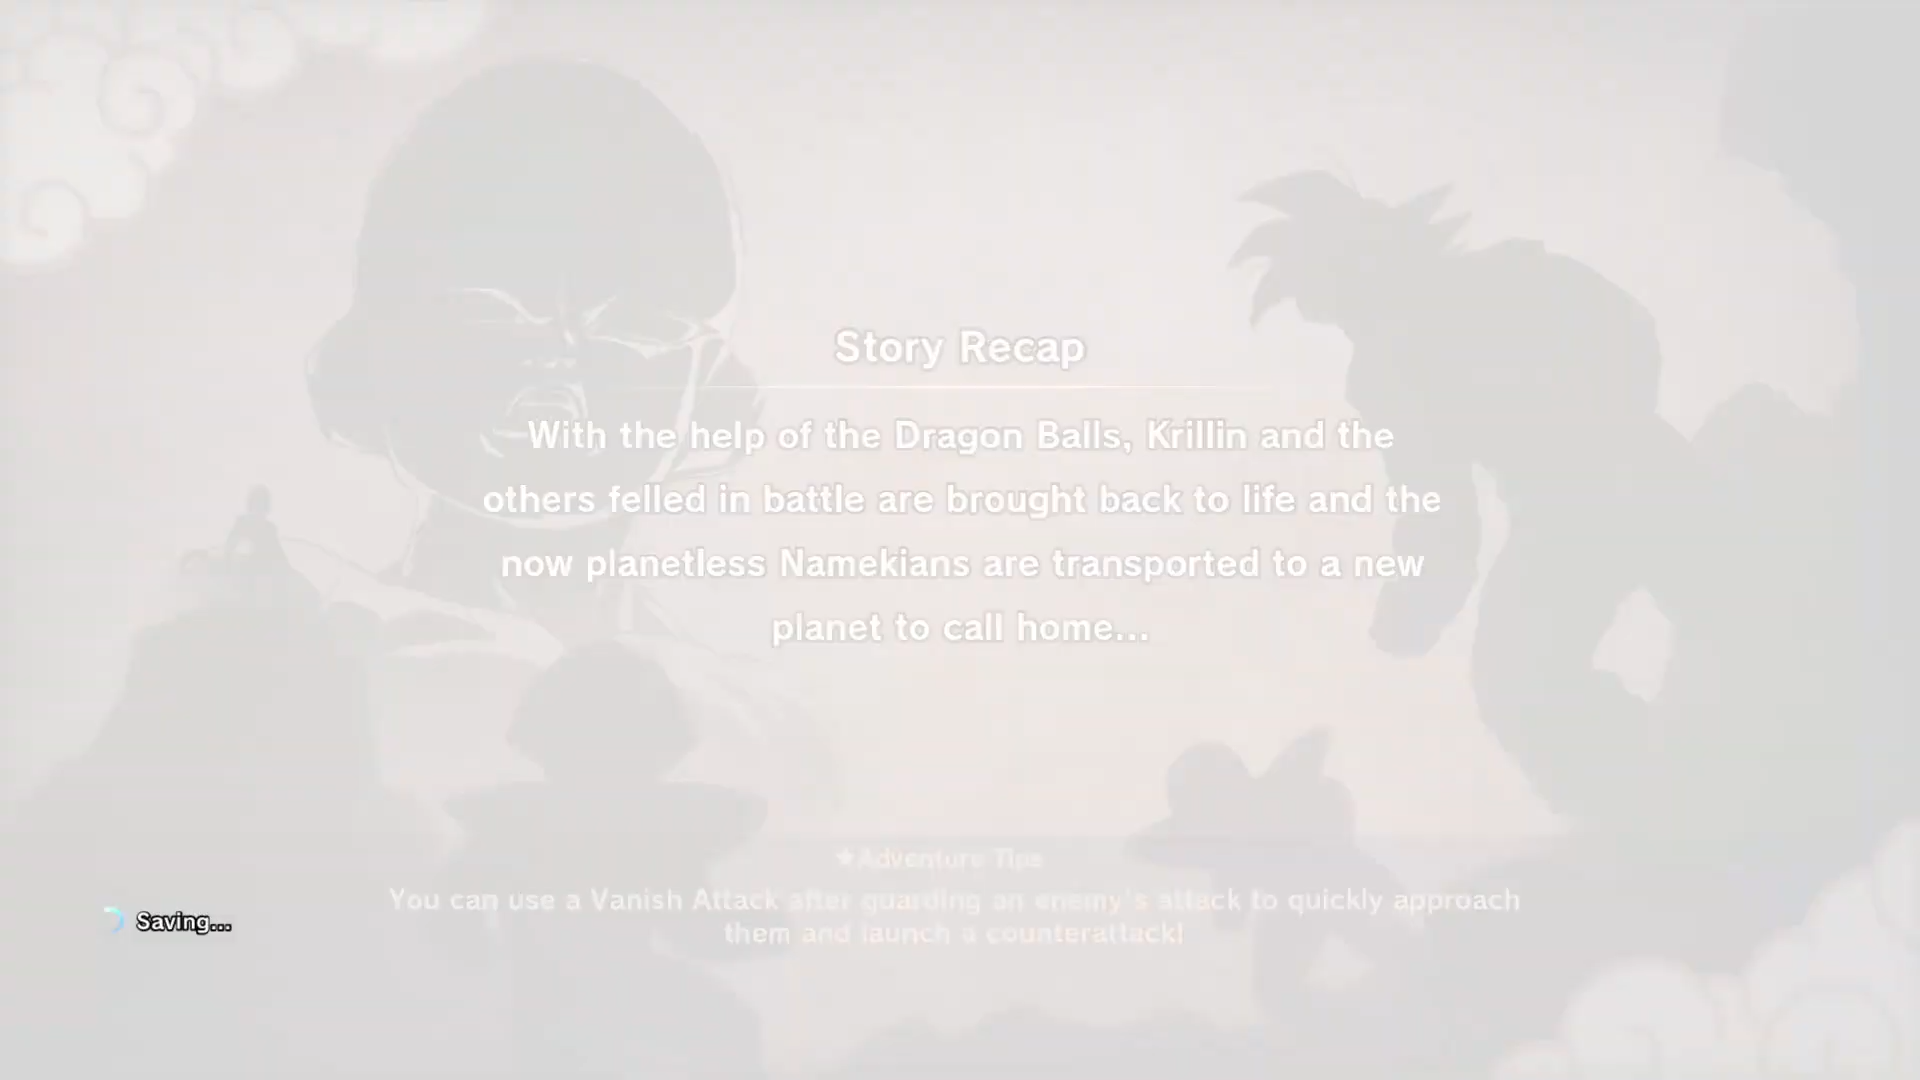 Story Recap
With the help of the Dragon Balls, Krillin and the
others felled in battle are brought back to life and the
now planetless Namekians are transported to a new
planet to call home...
★Adventure Tips
You can use a Vanish Attack after guarding an enemy's attack to quickly approach
them and launch a counterattack!
Saving...